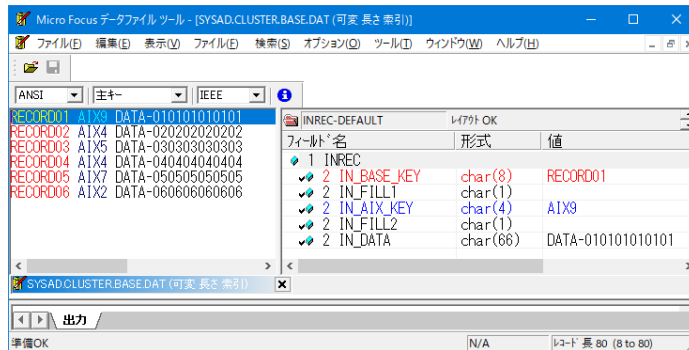 Micro Focus データファイル ツール - [SYSAD.CLUSTER.BASE.DAT (可変 長さ 索引)]
ファイル(F) 編集(E) 表示(V) ファイル(F) 検索(S) オプション(O) ツール(T) ウィンドウ(W) ヘルプ(H)
ANSI 主キー IEEE
RECORD01 AIX9 DATA-010101010101
RECORD02 AIX4 DATA-020202020202
RECORD03 AIX5 DATA-030303030303
RECORD04 AIX4 DATA-040404040404
RECORD05 AIX7 DATA-050505050505
RECORD06 AIX2 DATA-060606060606
INREC-DEFAULT ﾚｲｱｳﾄ OK
フィールド名 形式 値
1 INREC
2 IN_BASE_KEY char(8) RECORD01
2 IN_FILL1 char(1)
2 IN_AIX_KEY char(4) AIX9
2 IN_FILL2 char(1)
2 IN_DATA char(66) DATA-010101010101
SYSAD.CLUSTER.BASE.DAT (可変 長さ 索引)
出力
準備OK N/A ﾚｺｰﾄﾞ 長 80 (8 to 80)